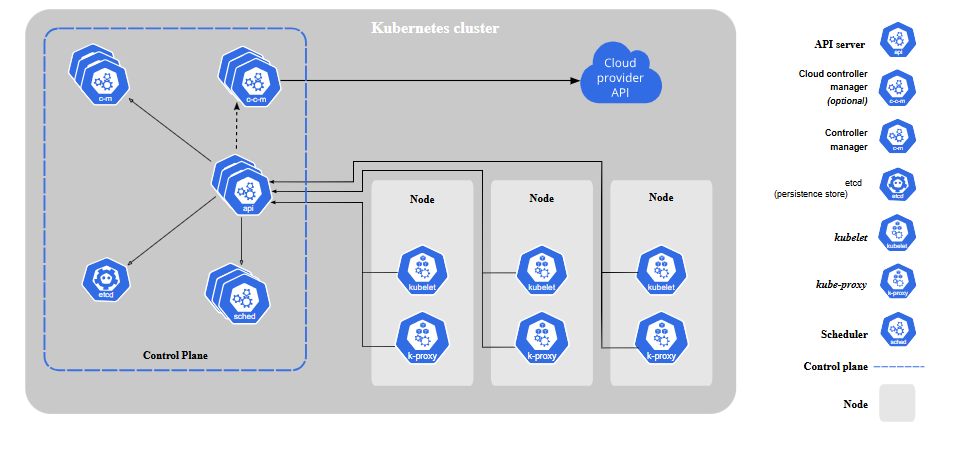 Kubernetes cluster
c-m
c-c-m
Cloud
provider
API
api
etcd
sched
Control Plane
Node
Node
Node
kubelet
kubelet
kubelet
k-proxy
k-proxy
k-proxy
API server
api
Cloud controller
manager
(optional)
c-c-m
Controller
manager
c-m
etcd
(persistence store)
etcd
kubelet
kubelet
kube-proxy
k-proxy
Scheduler
sched
Control plane
Node